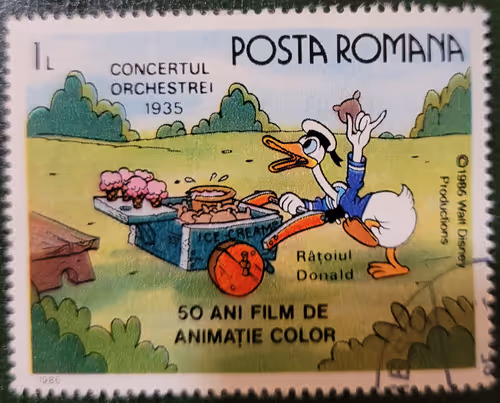 1L
POSTA ROMANA
CONCERTUL
ORCHESTREI
1935
©1986 Walt Disney
Productions
ICE CREAM
Rățoiul
Donald
50 ANI FILM DE
ANIMAȚIE COLOR
1986